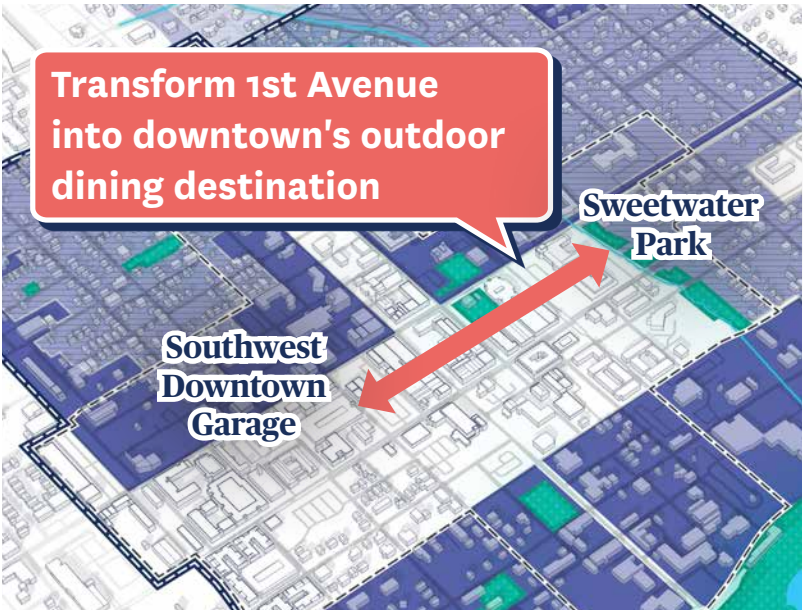 Transform 1st Avenue
into downtown's outdoor
dining destination
Sweetwater
Park
Southwest
Downtown
Garage